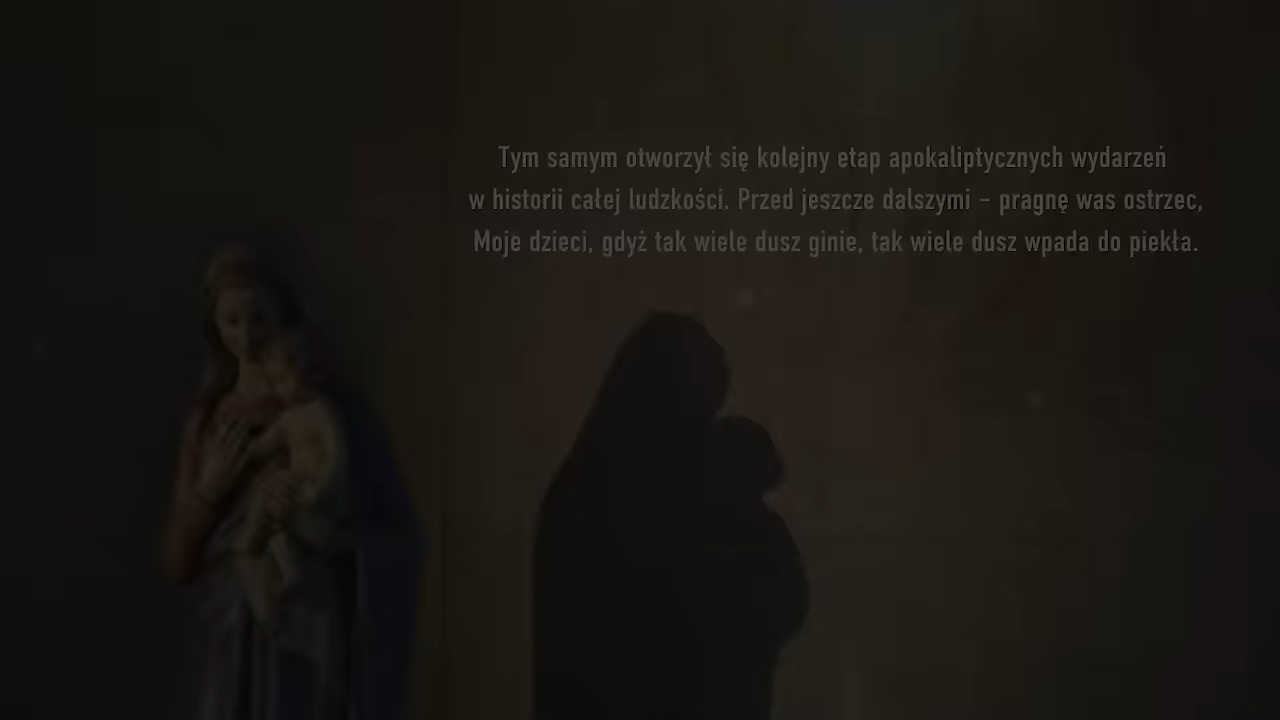 Tym samym otworzył się kolejny etap apokaliptycznych wydarzeń
w historii całej ludzkości. Przed jeszcze dalszymi – pragnę was ostrzec,
Moje dzieci, gdyż tak wiele dusz ginie, tak wiele dusz wpada do piekła.